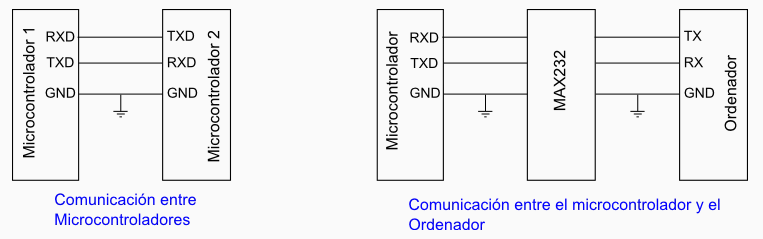 Microcontrolador 1
RXD
TXD
GND
TXD
RXD
GND
Microcontrolador 2
Comunicación entre
Microcontroladores
Microcontrolador
RXD
TXD
GND
MAX232
TX
RX
GND
Ordenador
Comunicación entre el microcontrolador y el
Ordenador